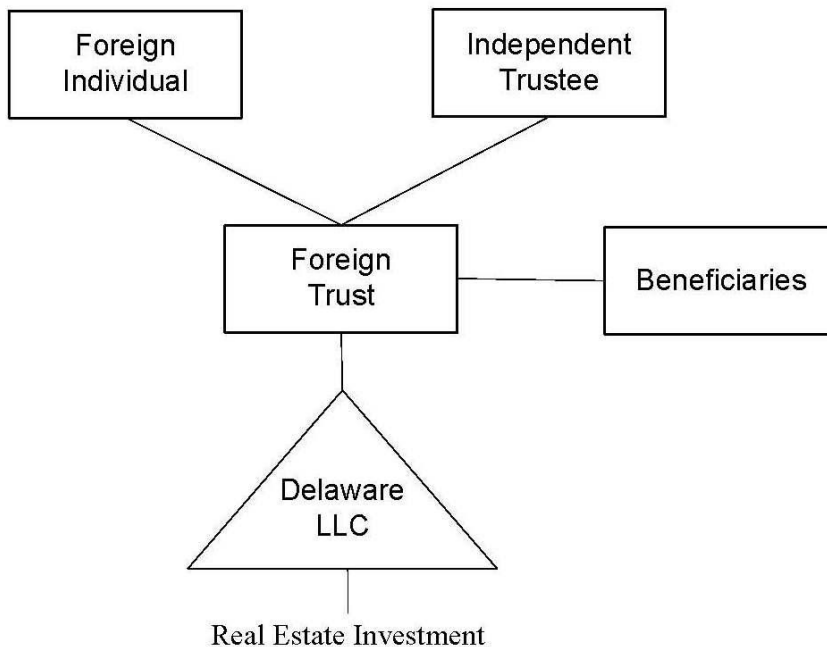 Foreign
Individual
Independent
Trustee
Foreign
Trust
Beneficiaries
Delaware
LLC
Real Estate Investment